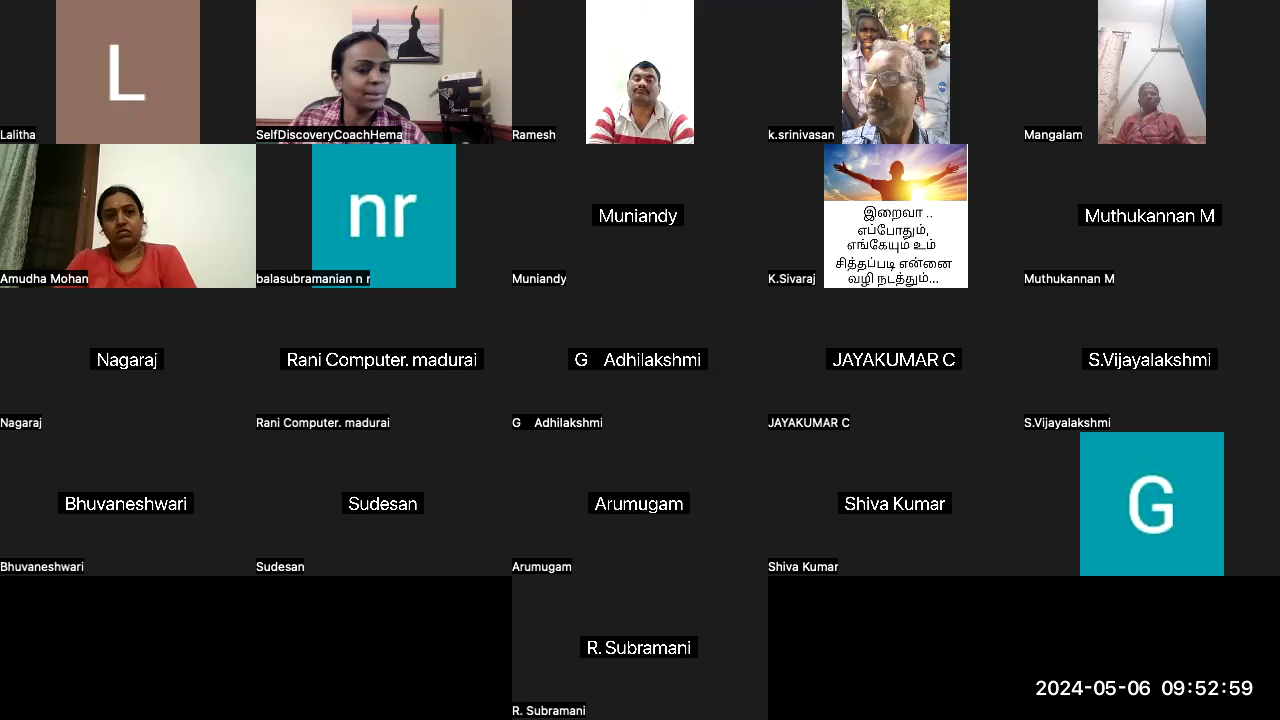 L
Lalitha
SelfDiscoveryCoachHema
Ramesh
k.srinivasan
Mangalam
Amudha Mohan
nr
balasubramanian n r
Muniandy
Muniandy
இறைவா ..
எப்போதும்,
எங்கேயும் உம்
சித்தப்படி என்னை
வழி நடத்தும்...
K.Sivaraj
Muthukannan M
Muthukannan M
Nagaraj
Nagaraj
Rani Computer. madurai
Rani Computer. madurai
G Adhilakshmi
G Adhilakshmi
JAYAKUMAR C
JAYAKUMAR C
S.Vijayalakshmi
S.Vijayalakshmi
Bhuvaneshwari
Bhuvaneshwari
Sudesan
Sudesan
Arumugam
Arumugam
Shiva Kumar
Shiva Kumar
G
R. Subramani
R. Subramani
2024-05-06 09:52:59